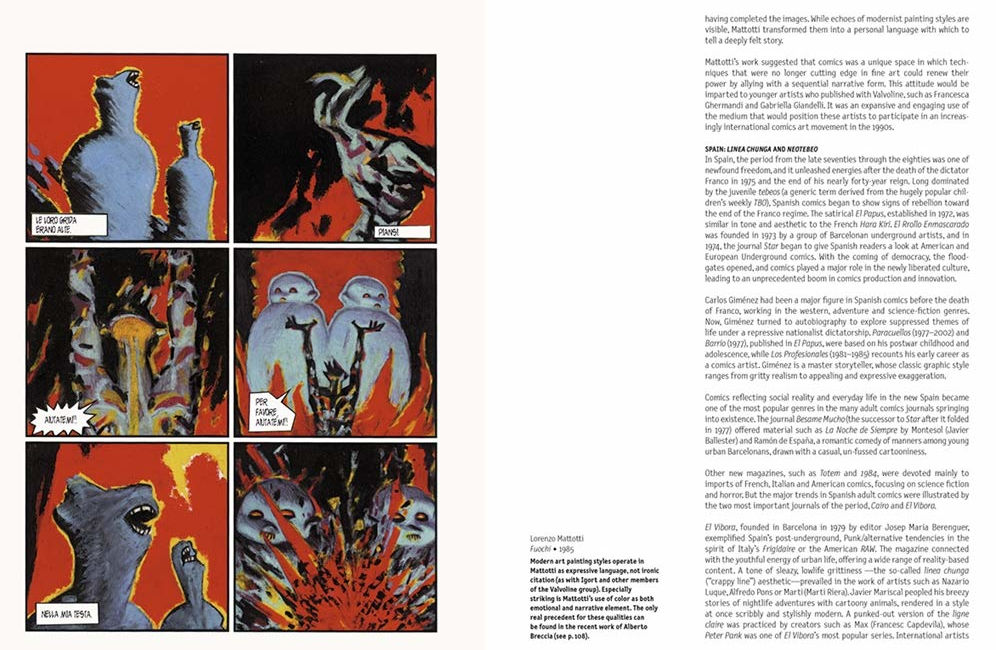 LE LORO GRIDA
ERANO ALTE.
PIANSI.
AIUTATEMI!!
PER
FAVORE,
AIUTATEMI!!
NELLA MIA TESTA.
Lorenzo Mattotti
Fuochi • 1985
Modern art painting styles operate in
Mattotti as expressive language, not ironic
citation (as with Igort and other members
of the Valvoline group). Especially
striking is Mattotti's use of color as both
emotional and narrative element. The only
real precedent for these qualities can
be found in the recent work of Alberto
Breccia (see p. 108).
having completed the images. While echoes of modernist painting styles are
visible, Mattotti transformed them into a personal language with which to
tell a deeply felt story.
Mattotti's work suggested that comics was a unique space in which tech-
niques that were no longer cutting edge in fine art could renew their
power by allying with a sequential narrative form. This attitude would be
imparted to younger artists who published with Valvoline, such as Francesca
Ghermandi and Gabriella Giandelli. It was an expansive and engaging use of
the medium that would position these artists to participate in an increas-
ingly international comics art movement in the 1990s.
SPAIN: LINEA CHUNGA AND NEOTEBEO
In Spain, the period from the late seventies through the eighties was one of
newfound freedom, and it unleashed energies after the death of the dictator
Franco in 1975 and the end of his nearly forty-year reign. Long dominated
by the juvenile tebeos (a generic term derived from the hugely popular chil-
dren's weekly TBO), Spanish comics began to show signs of rebellion toward
the end of the Franco regime. The satirical El Papus, established in 1972, was
similar in tone and aesthetic to the French Hara Kiri. El Rrollo Enmascarado
was founded in 1973 by a group of Barcelonan underground artists, and in
1974, the journal Star began to give Spanish readers a look at American and
European Underground comics. With the coming of democracy, the flood-
gates opened, and comics played a major role in the newly liberated culture,
leading to an unprecedented boom in comics production and innovation.
Carlos Giménez had been a major figure in Spanish comics before the death
of Franco, working in the western, adventure and science-fiction genres.
Now, Giménez turned to autobiography to explore suppressed themes of
life under a repressive nationalist dictatorship. Paracuellos (1977–2002) and
Barrio (1977), published in El Papus, were based on his postwar childhood and
adolescence, while Los Profesionales (1981–1985) recounts his early career as
a comics artist. Giménez is a master storyteller, whose classic graphic style
ranges from gritty realism to appealing and expressive exaggeration.
Comics reflecting social reality and everyday life in the new Spain became
one of the most popular genres in the many adult comics journals springing
into existence. The journal Besame Mucho (the successor to Star after it folded
in 1977) offered material such as La Noche de Siempre by Montesol (Javier
Ballester) and Ramón de España, a romantic comedy of manners among young
urban Barcelonans, drawn with a casual, un-fussed cartooniness.
Other new magazines, such as Totem and 1984, were devoted mainly to
imports of French, Italian and American comics, focusing on science fiction
and horror. But the major trends in Spanish adult comics were illustrated by
the two most important journals of the period, Cairo and El Vibora.
El Vibora, founded in Barcelona in 1979 by editor Josep Maria Berenguer,
exemplified Spain's post-underground, Punk/alternative tendencies in the
spirit of Italy's Frigidaire or the American RAW. The magazine connected
with the youthful energy of urban life, offering a wide range of reality-based
content. A tone of sleazy, lowlife grittiness —the so-called linea chunga
("crappy line") aesthetic—prevailed in the work of artists such as Nazario
Luque, Alfredo Pons or Marti (Marti Riera). Javier Mariscal peopled his breezy
stories of nightlife adventures with cartoony animals, rendered in a style
at once scribbly and stylishly modern. A punked-out version of the ligne
claire was practiced by creators such as Max (Francesc Capdevila), whose
Peter Pank was one of El Vibora's most popular series. International artists